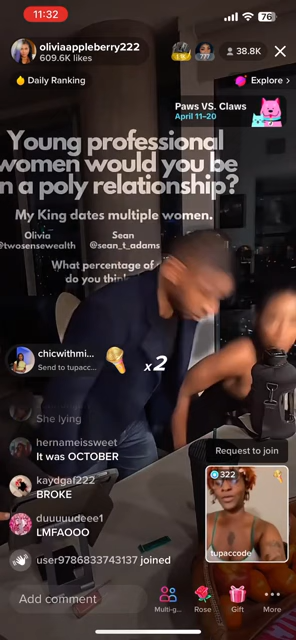 11:32
76
oliviaappleberry222
609.6K likes
38.8K
Daily Ranking
Explore >
Paws VS. Claws
April 11-20
Young professional
women would you be
n a poly relationship?
My King dates multiple women.
Olivia
Sean
@twosensewealth
@sean_t_adams
What percentage of
do you thin
chicwithmi...
Send to tupacc...
x2
She lying
hernameissweet
It was OCTOBER
Request to join
kaydgaf222
BROKE
322
duuuuudeee1
LMFAOOO
tupaccode
user9786833743137 joined
Add comment
Multi-g...
Rose
Gift
More